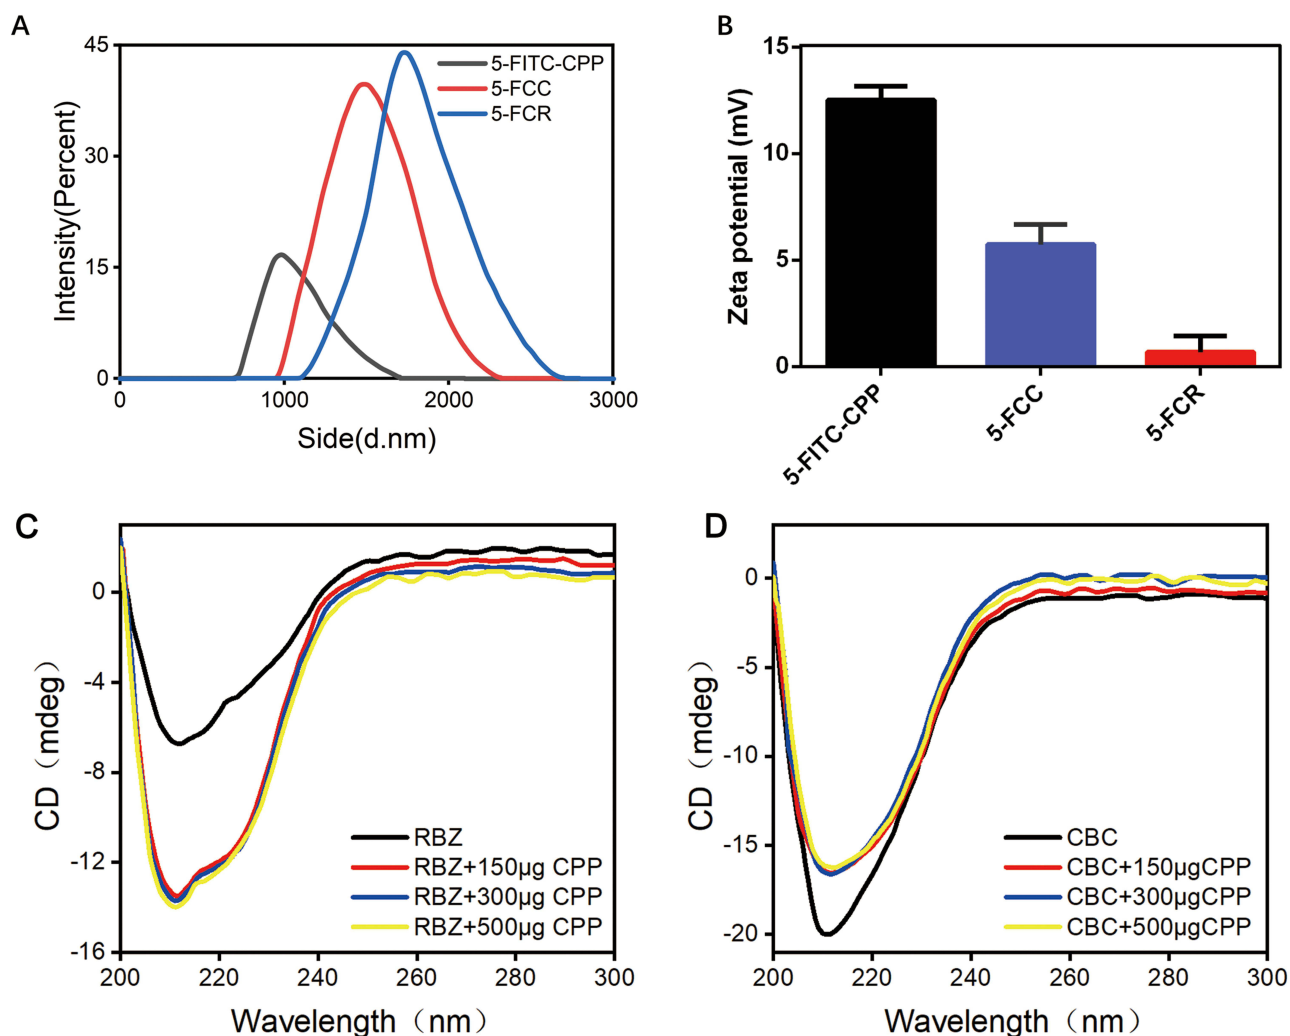 A
45
30
15
0
Intensity(Percent)
5-FITC-CPP
5-FCC
5-FCR
0 1000 2000 3000
Side(d.nm)
B
15
10
5
0
Zeta potential (mV)
5-FITC-CPP
5-FCC
5-FCR
C
0
-4
-8
-12
-16
CD（mdeg）
RBZ
RBZ+150μg CPP
RBZ+300μg CPP
RBZ+500μg CPP
200 220 240 260 280 300
Wavelength（nm）
D
0
-5
-10
-15
-20
CD（mdeg）
CBC
CBC+150μgCPP
CBC+300μgCPP
CBC+500μgCPP
200 220 240 260 280 300
Wavelength（nm）